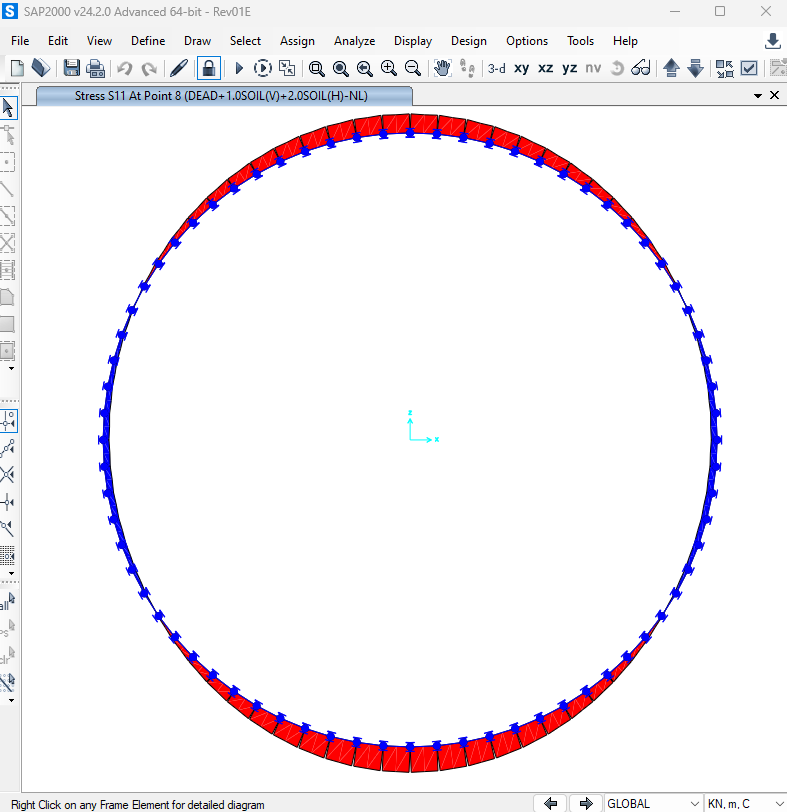 SAP2000 v24.2.0 Advanced 64-bit - Rev01E
File Edit View Define Draw Select Assign Analyze Display Design Options Tools Help
3-d xy xz yz nv
Stress S11 At Point 8 (DEAD+1.0SOIL(V)+2.0SOIL(H)-NL)
z
x
all
ps
clr
Right Click on any Frame Element for detailed diagram
GLOBAL
KN, m, C